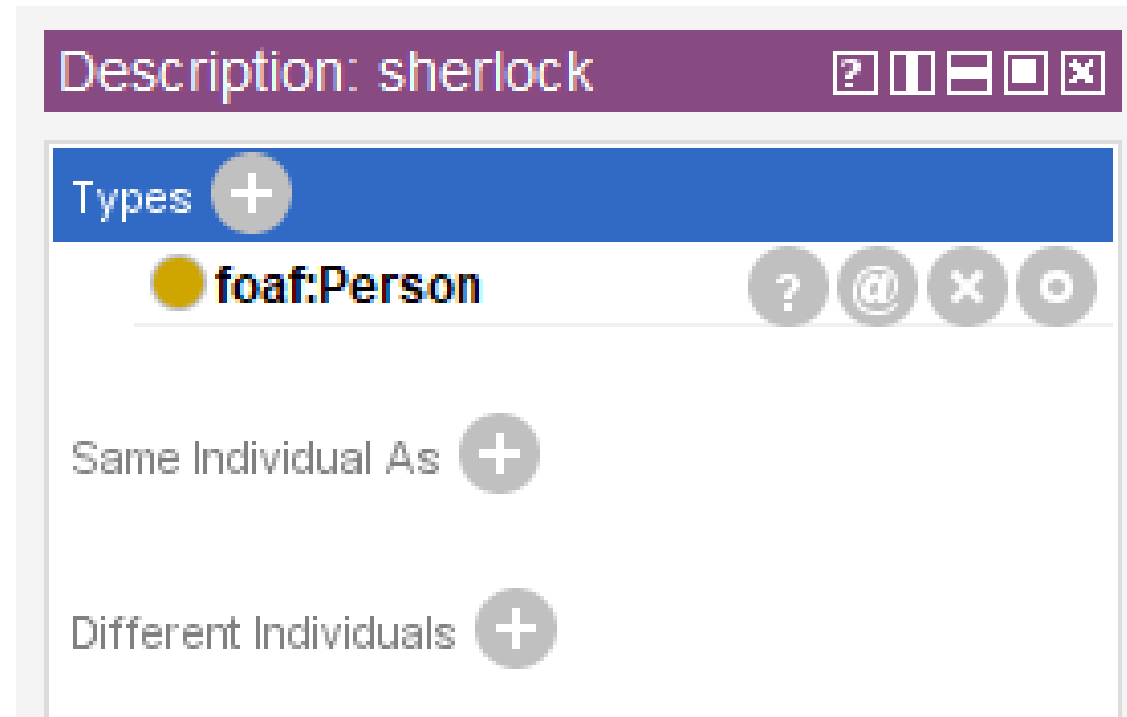 Description: sherlock
Types
foaf:Person
Same Individual As
Different Individuals